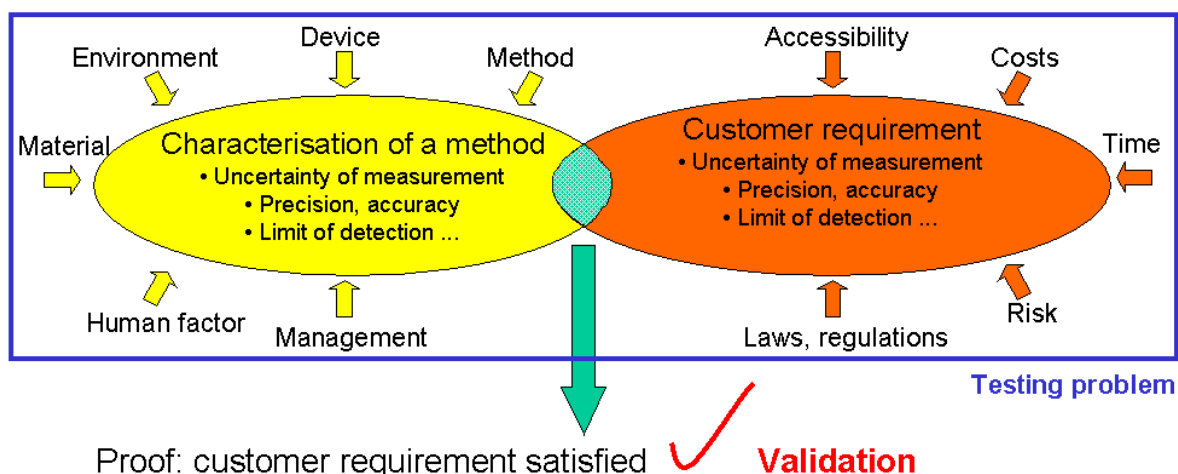 Device
Accessibility
Environment
Method
Costs
Material
Characterisation of a method
• Uncertainty of measurement
• Precision, accuracy
• Limit of detection ...
Customer requirement
• Uncertainty of measurement
• Precision, accuracy
• Limit of detection ...
Time
Human factor
Management
Laws, regulations
Risk
Testing problem
Proof: customer requirement satisfied
Validation